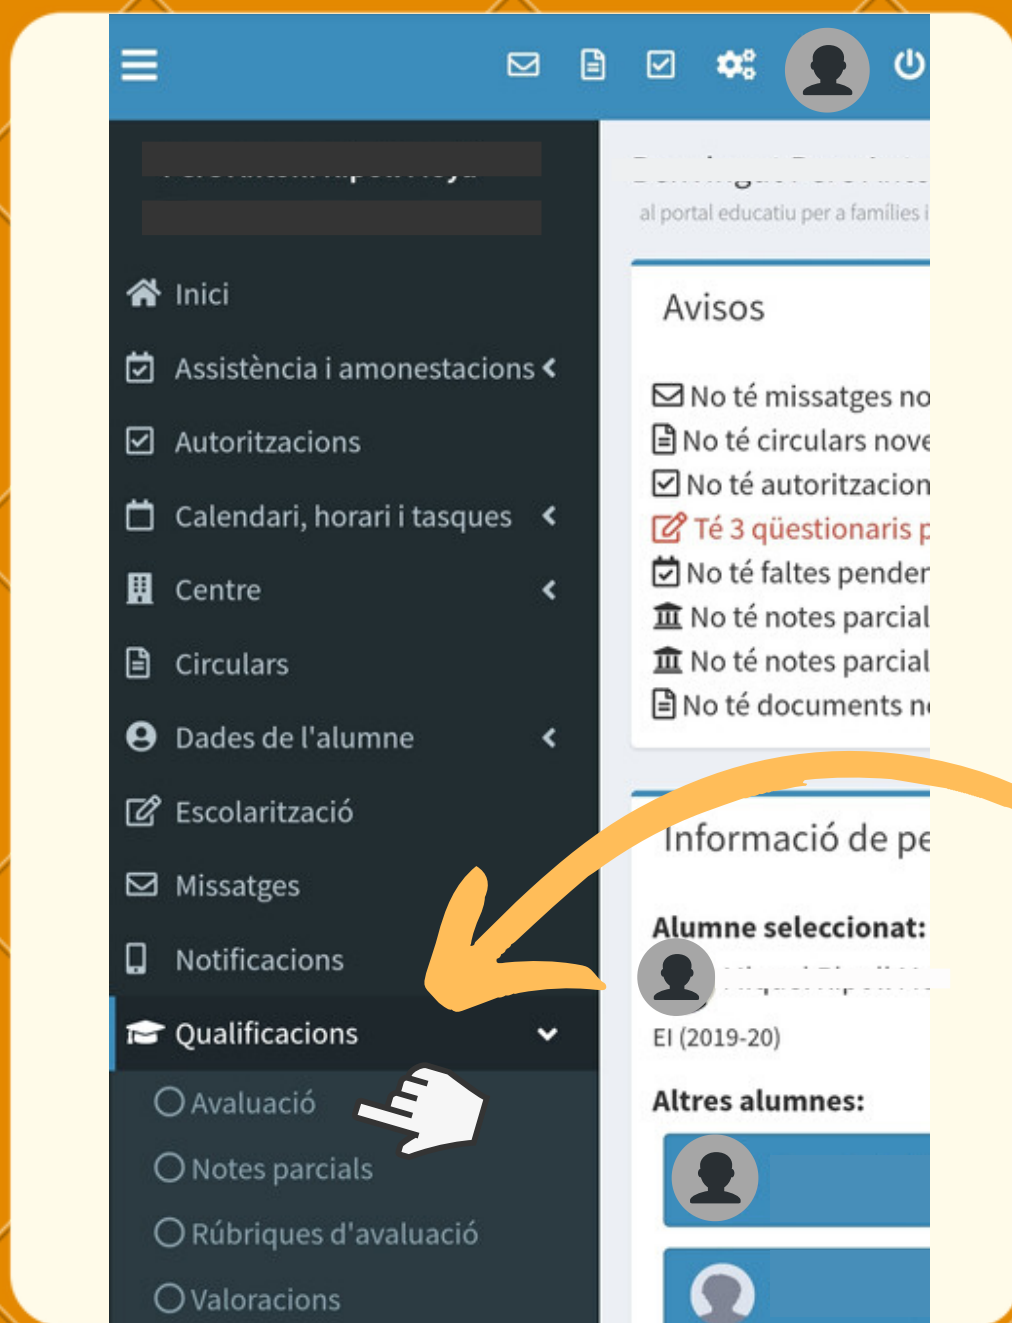 al portal educatiu per a famílies i
Inici
Assistència i amonestacions
Autoritzacions
Calendari, horari i tasques
Centre
Circulars
Dades de l'alumne
Escolarització
Missatges
Notificacions
Qualificacions
Avaluació
Notes parcials
Rúbriques d'avaluació
Valoracions
Avisos
No té missatges no
No té circulars nove
No té autoritzacion
Té 3 qüestionaris p
No té faltes pender
No té notes parcial
No té notes parcial
No té documents n
Informació de pe
Alumne seleccionat:
EI (2019-20)
Altres alumnes: